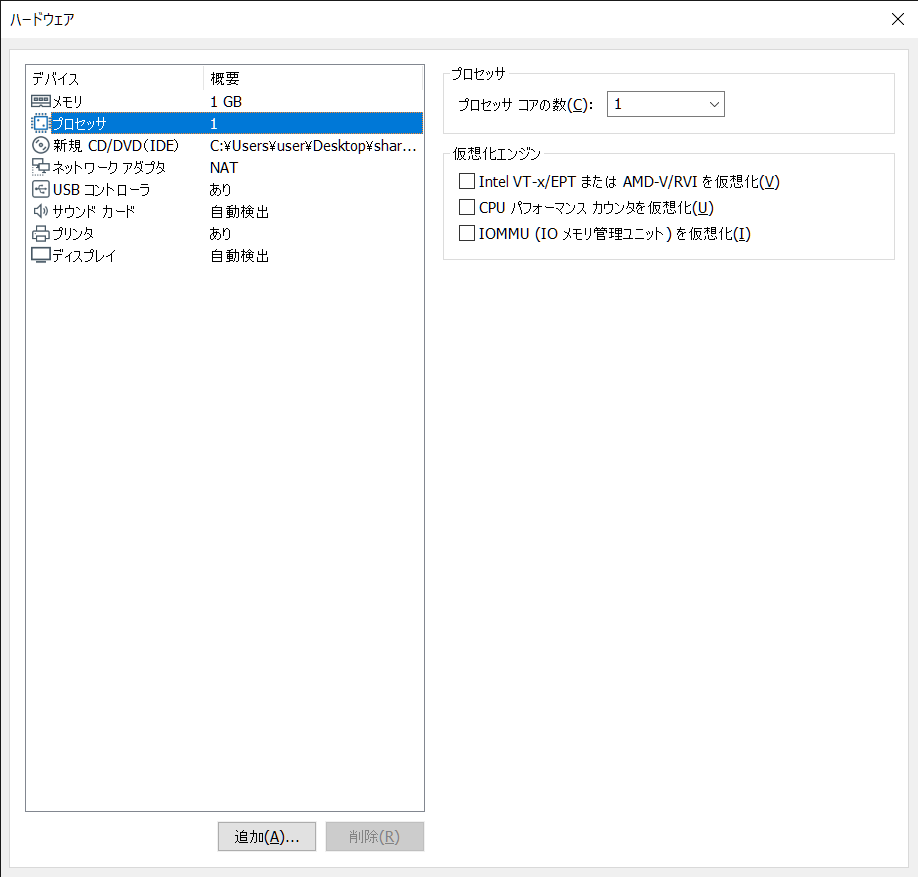 ハードウェア
デバイス 概要
メモリ 1 GB
プロセッサ 1
新規 CD/DVD(IDE) C:¥Users¥user¥Desktop¥shar...
ネットワーク アダプタ NAT
USB コントローラ あり
サウンド カード 自動検出
プリンタ あり
ディスプレイ 自動検出
追加(A)...
削除(R)
プロセッサ
プロセッサ コアの数(C): 1
仮想化エンジン
Intel VT-x/EPT または AMD-V/RVI を仮想化(V)
CPU パフォーマンス カウンタを仮想化(U)
IOMMU (IO メモリ管理ユニット) を仮想化(I)